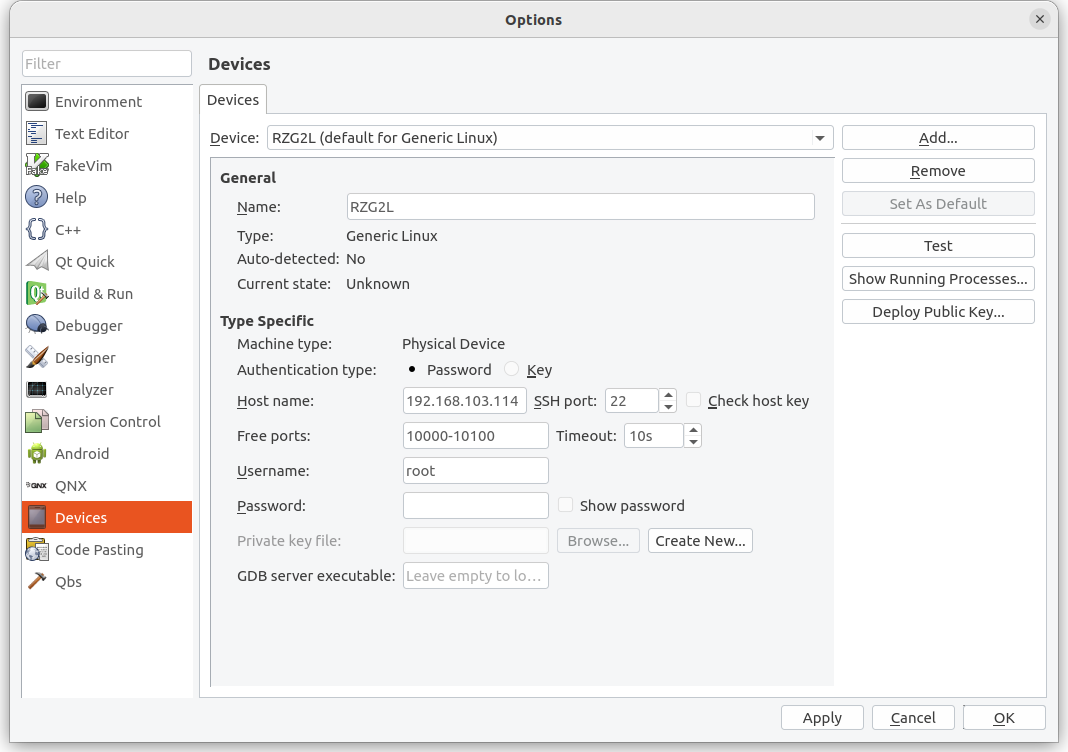 Options
Filter
Environment
Text Editor
FakeVim
Help
C++
Qt Quick
Build & Run
Debugger
Designer
Analyzer
Version Control
Android
QNX
Devices
Code Pasting
Qbs
Devices
Devices
Device: RZG2L (default for Generic Linux)
General
Name: RZG2L
Type: Generic Linux
Auto-detected: No
Current state: Unknown
Type Specific
Machine type: Physical Device
Authentication type: Password Key
Host name: 192.168.103.114 SSH port: 22 Check host key
Free ports: 10000-10100 Timeout: 10s
Username: root
Password: Show password
Private key file: Browse... Create New...
GDB server executable: Leave empty to lo...
Add...
Remove
Set As Default
Test
Show Running Processes...
Deploy Public Key...
Apply Cancel OK